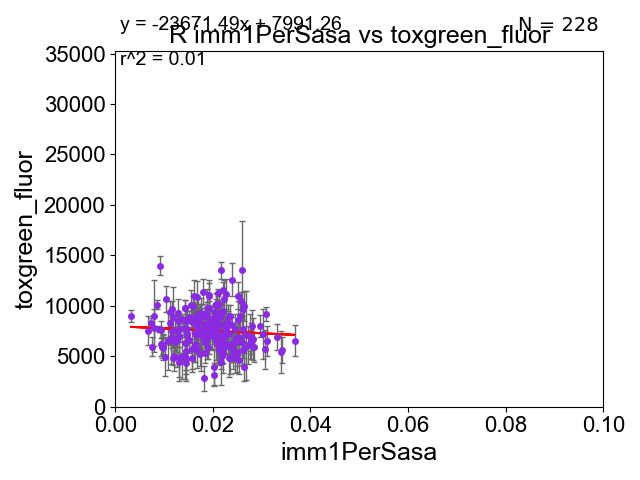 y = -23671.49x + 7991.26
N = 228
R imm1PerSasa vs toxgreen_fluor
r^2 = 0.01
35000
30000
25000
20000
15000
10000
5000
0
toxgreen_fluor
0.00 0.02 0.04 0.06 0.08 0.10
imm1PerSasa